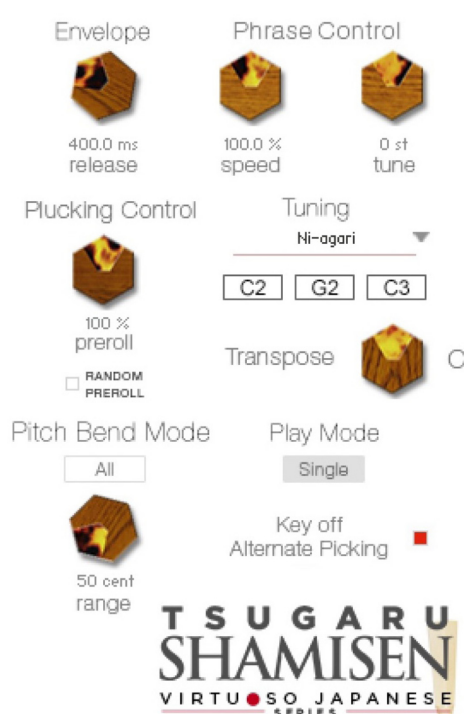 Envelope
Phrase Control
400.0 ms
release
100.0 %
speed
0 st
tune
Plucking Control
Tuning
Ni-agari
C2 G2 C3
100 %
preroll
RANDOM
PREROLL
Transpose
Pitch Bend Mode
All
Play Mode
Single
Key off
Alternate Picking
50 cent
range
TSUGARU
SHAMISEN
VIRTUOSO JAPANESE
SERIES